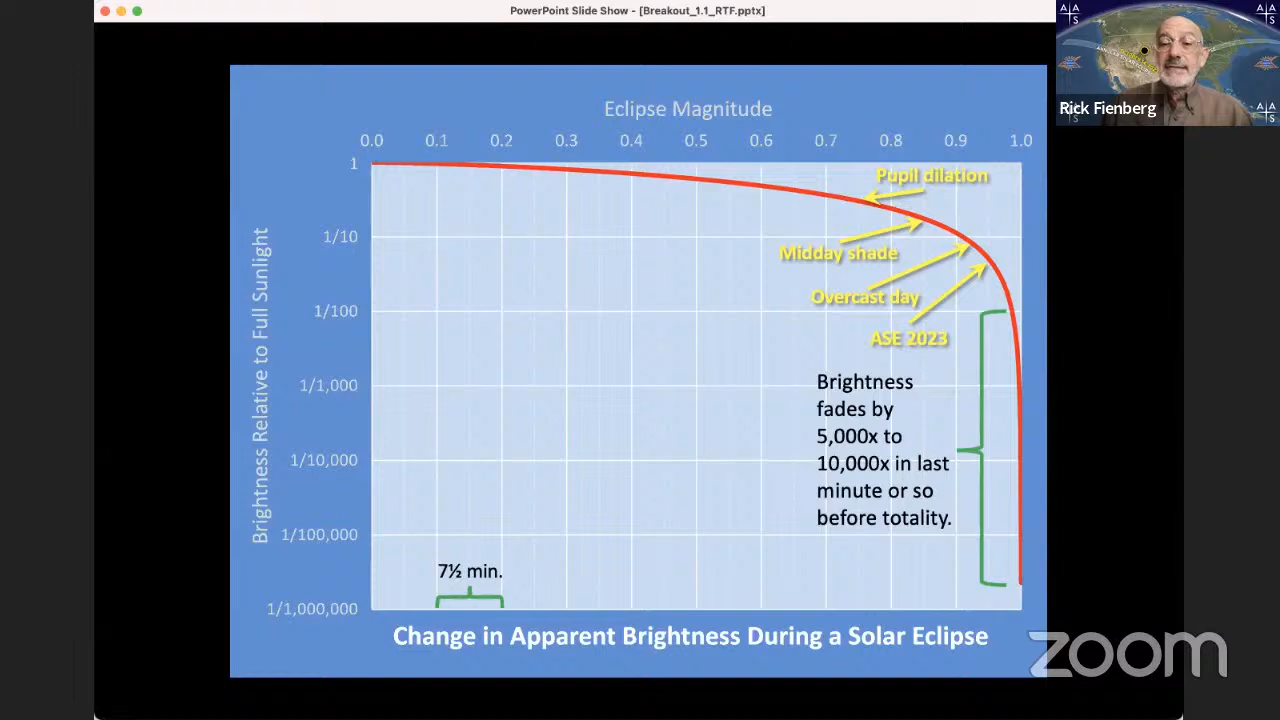 PowerPoint Slide Show - [Breakout_1.1_RTF.pptx]
Eclipse Magnitude
0.0 0.1 0.2 0.3 0.4 0.5 0.6 0.7 0.8 0.9 1.0
Brightness Relative to Full Sunlight
1
1/10
1/100
1/1,000
1/10,000
1/100,000
1/1,000,000
Pupil dilation
Midday shade
Overcast day
ASE 2023
Brightness
fades by
5,000x to
10,000x in last
minute or so
before totality.
7½ min.
Change in Apparent Brightness During a Solar Eclipse
Rick Fienberg
zoom